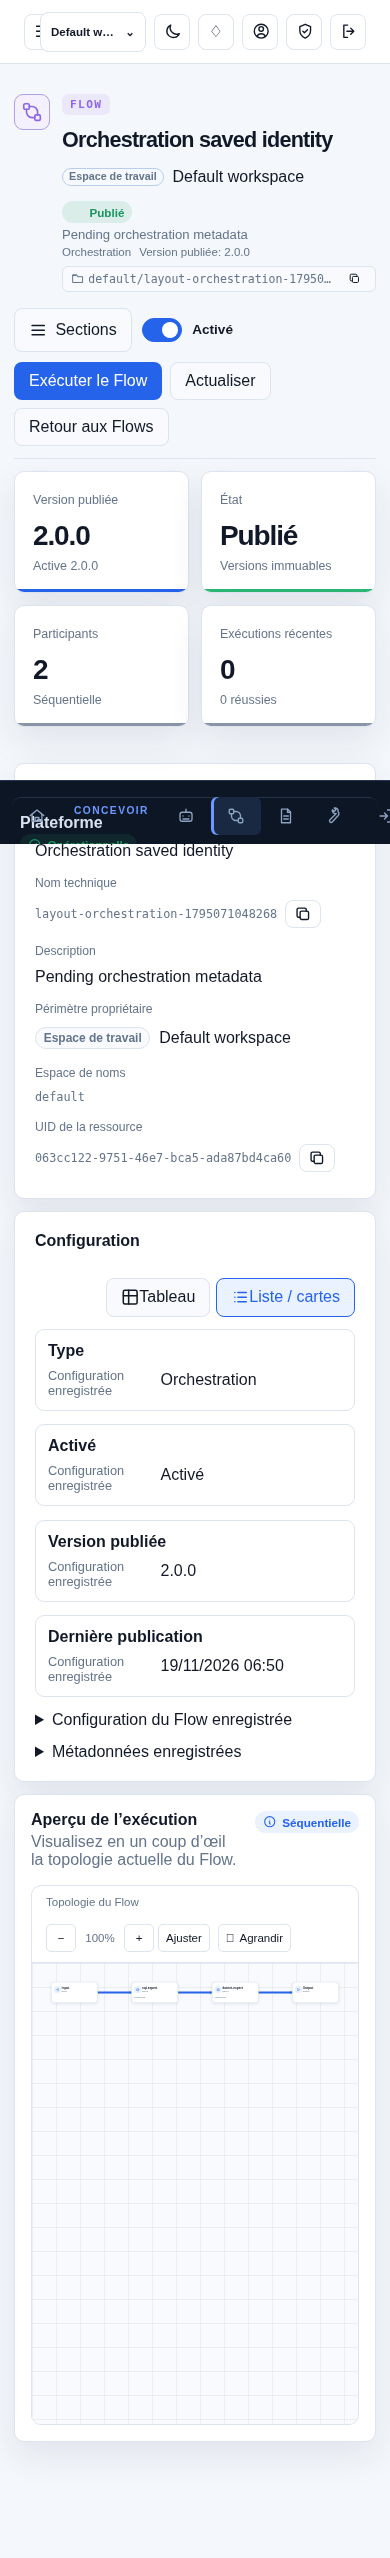 Default w… ⌄
FLOW
Orchestration saved identity
Espace de travail Default workspace
Publié
Pending orchestration metadata
Orchestration Version publiée: 2.0.0
default/layout-orchestration-17950…
Sections Activé
Exécuter le Flow Actualiser
Retour aux Flows
Version publiée État
2.0.0 Publié
Active 2.0.0 Versions immuables
Participants Exécutions récentes
2 0
Séquentielle 0 réussies
CONCEVOIR
Plateforme
Orchestration saved identity
Nom technique
layout-orchestration-1795071048268
Description
Pending orchestration metadata
Périmètre propriétaire
Espace de travail Default workspace
Espace de noms
default
UID de la ressource
063cc122-9751-46e7-bca5-ada87bd4ca60
Configuration
Tableau Liste / cartes
Type
Configuration enregistrée Orchestration
Activé
Configuration enregistrée Activé
Version publiée
Configuration enregistrée 2.0.0
Dernière publication
Configuration enregistrée 19/11/2026 06:50
Configuration du Flow enregistrée
Métadonnées enregistrées
Aperçu de l’exécution Séquentielle
Visualisez en un coup d’œil
la topologie actuelle du Flow.
Topologie du Flow
− 100% + Ajuster Agrandir
Input Output